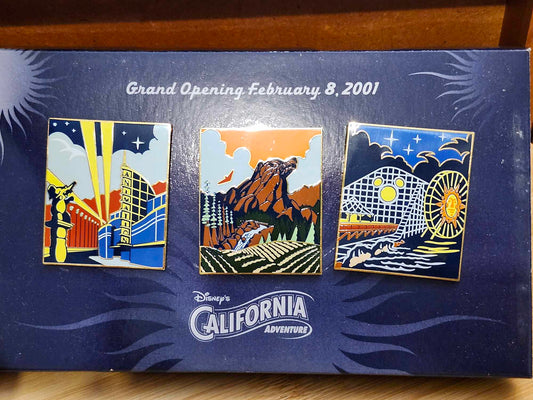 Grand Opening February 8, 2001
Disney's
CALIFORNIA
ADVENTURE